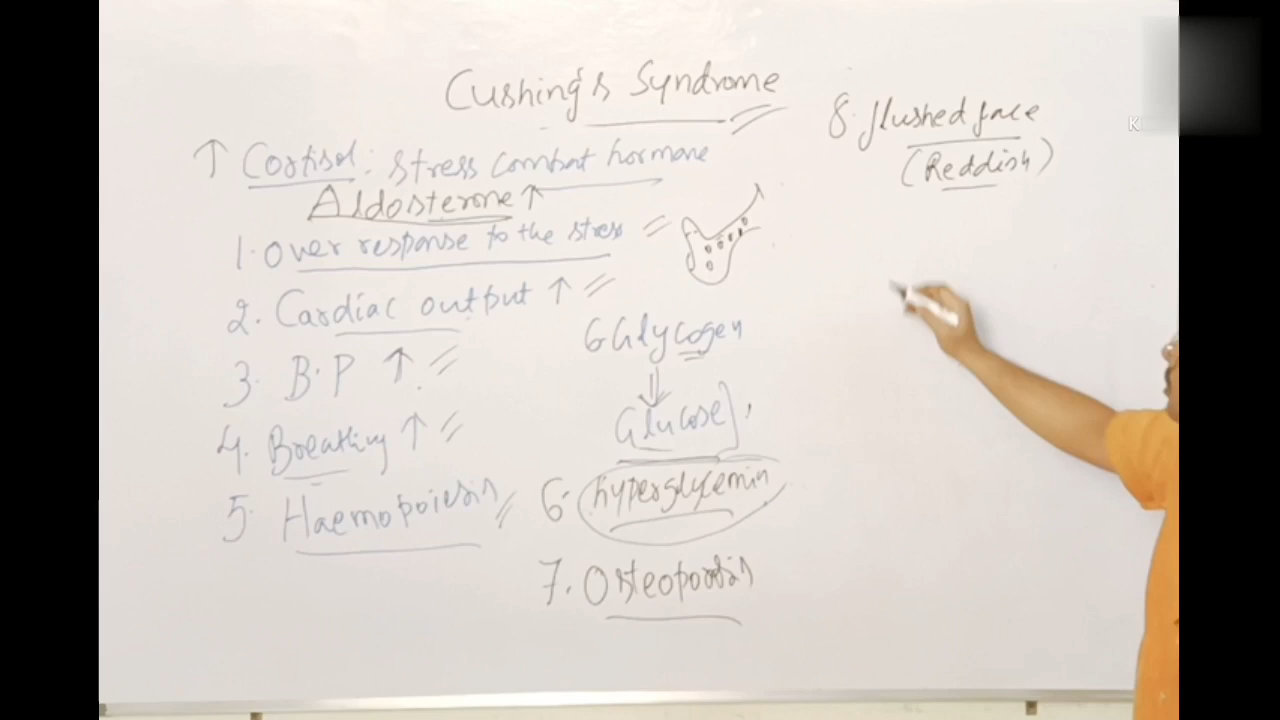 Cushing's Syndrome
↑ Cortisol : stress combat hormone
Aldosterone ↑
1. Over response to the stress
2. Cardiac output ↑
3. B.P ↑
4. Breathing ↑
5. Haemopoiesis
6 Glycogen
↓
Glucose
6. hyperglycemia
7. Osteoporosis
8. flushed face
(Reddish)
K